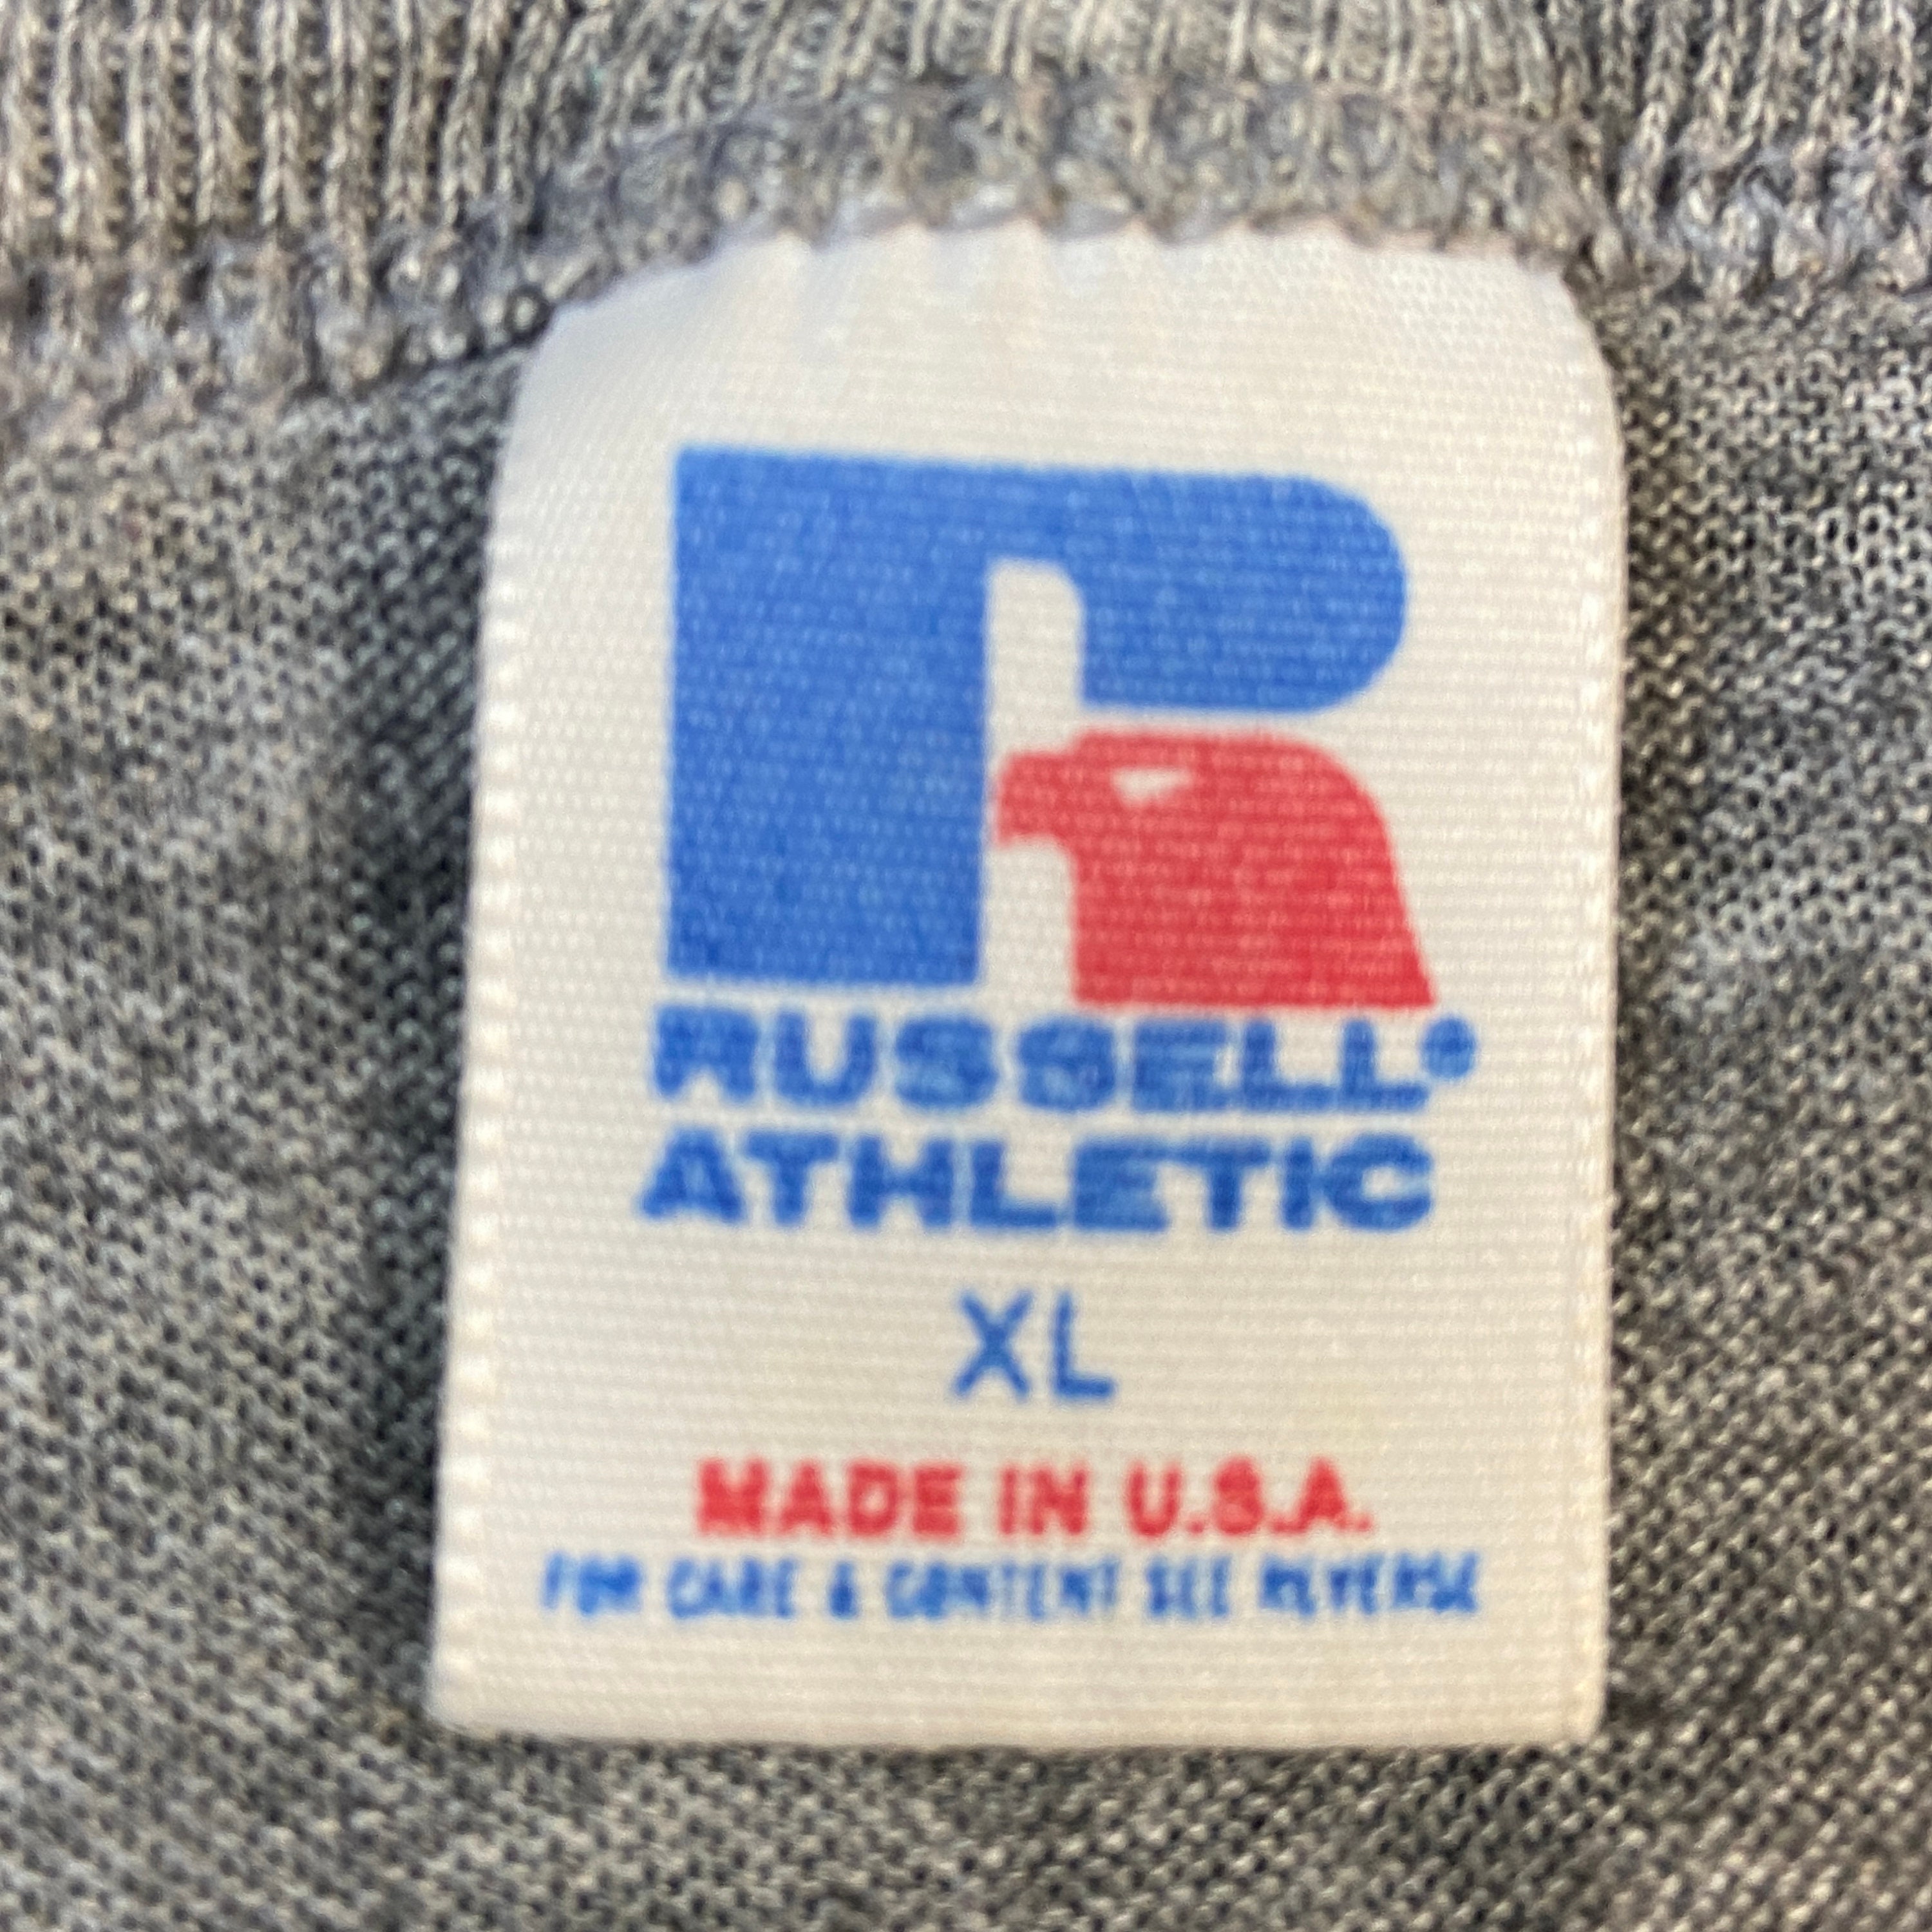 RUSSELL®
ATHLETIC
XL
MADE IN U.S.A.
FOR CARE & CONTENT SEE REVERSE